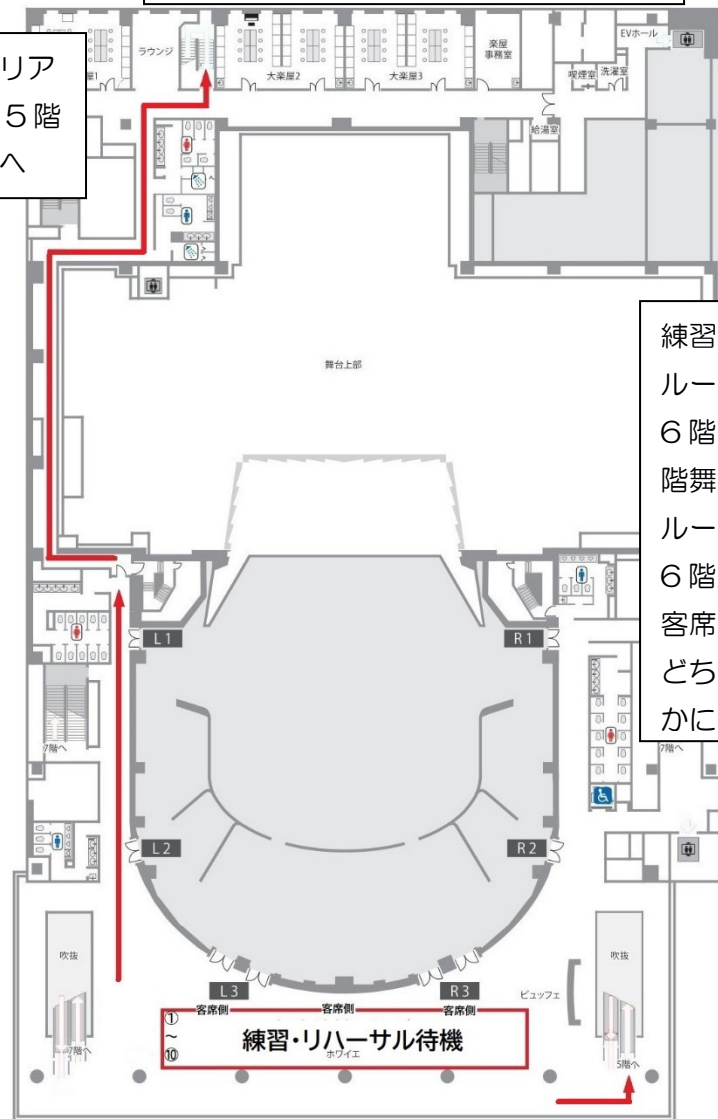 ラウンジ
EVホール
楽屋
事務室
大楽屋2
大楽屋3
喫煙室
洗濯室
給湯室
リア
5階
へ
舞台上部
練習
ルー
6階
階舞
ルー
6階
客席
どち
かに
L1
R1
7階へ
7階へ
L2
R2
吹抜
吹抜
L3
R3
ビュッフェ
客席側
客席側
客席側
①
~
⑩
練習・リハーサル待機
ホワイエ
7階へ
5階へ